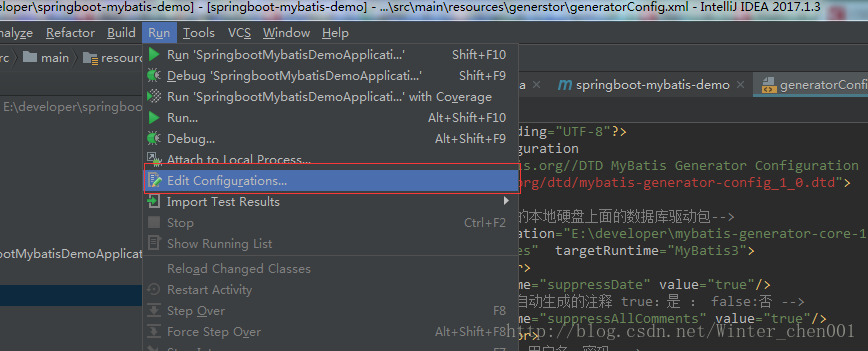 eloper\springboot-mybatis-demo] - [springboot-mybatis-demo] - ...\src\main\resources\generstor\generatorConfig.xml - IntelliJ IDEA 2017.1.3
nalyze Refactor Build Run Tools VCS Window Help
rc main resourc
Run 'SpringbootMybatisDemoApplicati...' Shift+F10
Debug 'SpringbootMybatisDemoApplicati...' Shift+F9
Run 'SpringbootMybatisDemoApplicati...' with Coverage
Run... Alt+Shift+F10
Debug... Alt+Shift+F9
Attach to Local Process...
Edit Configurations...
Import Test Results
Stop Ctrl+F2
Show Running List
Reload Changed Classes
Restart Activity
Step Over F8
Force Step Over Alt+Shift+F8
E:\developer\springboo
ootMybatisDemoApplicat
a springboot-mybatis-demo generatorConfi
ding="UTF-8"?>
guration
is.org//DTD MyBatis Generator Configuration
org/dtd/mybatis-generator-config_1_0.dtd">
的本地硬盘上面的数据库驱动包-->
ation="E:\developer\mybatis-generator-core-1
es" targetRuntime="MyBatis3">
r>
me="suppressDate" value="true"/>
自动生成的注释 true：是 ： false:否 -->
me="suppressAllComments" value="true"/>
or>
http://blog.csdn.net/Winter_chen001